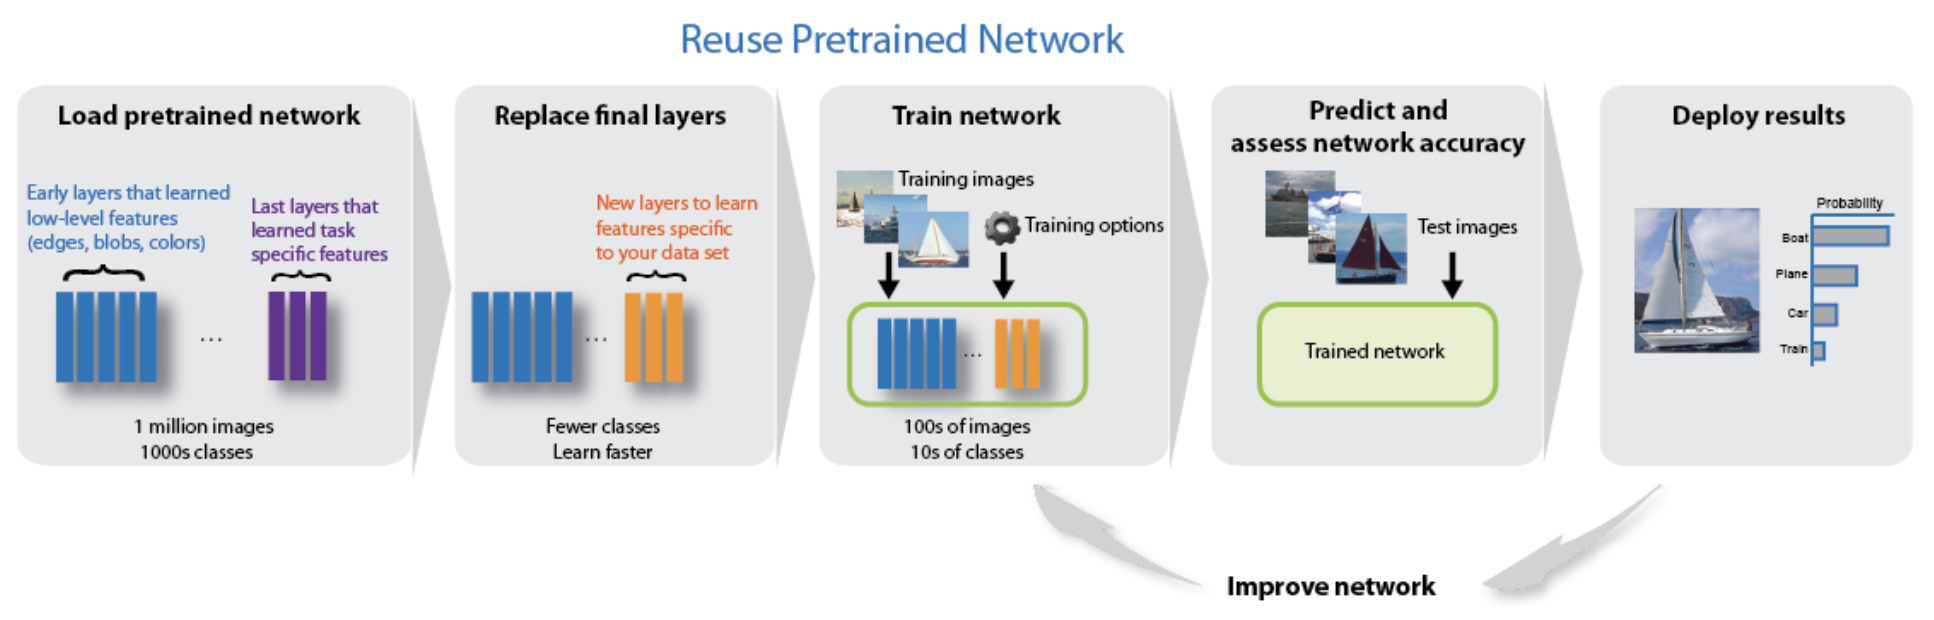 Reuse Pretrained Network
Load pretrained network
Early layers that learned
low-level features
(edges, blobs, colors)
Last layers that
learned task
specific features
...
1 million images
1000s classes
Replace final layers
New layers to learn
features specific
to your data set
...
Fewer classes
Learn faster
Train network
Training images
Training options
...
100s of images
10s of classes
Predict and
assess network accuracy
Test images
Trained network
Deploy results
Probability
Boat
Plane
Car
Train
Improve network